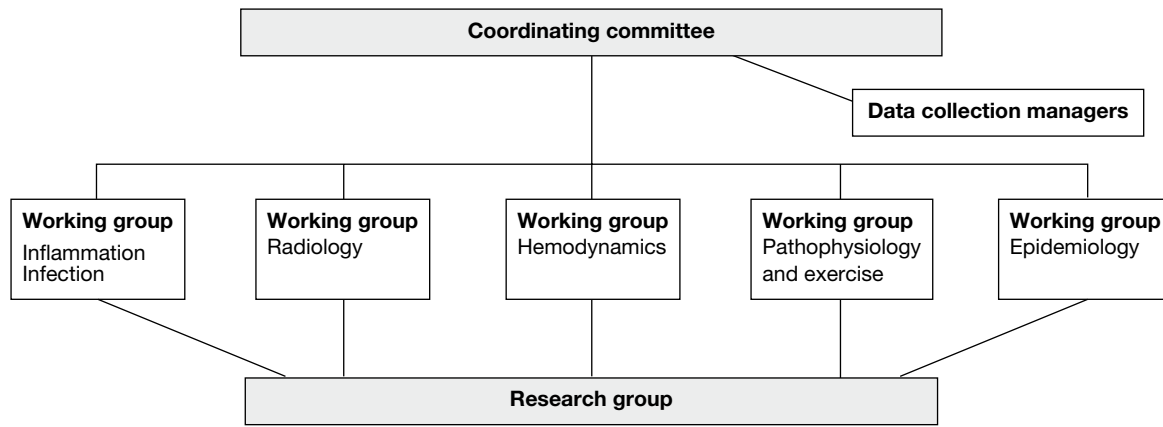 Coordinating committee
Data collection managers
Working group
Inflammation
Infection
Working group
Radiology
Working group
Hemodynamics
Working group
Pathophysiology
and exercise
Working group
Epidemiology
Research group